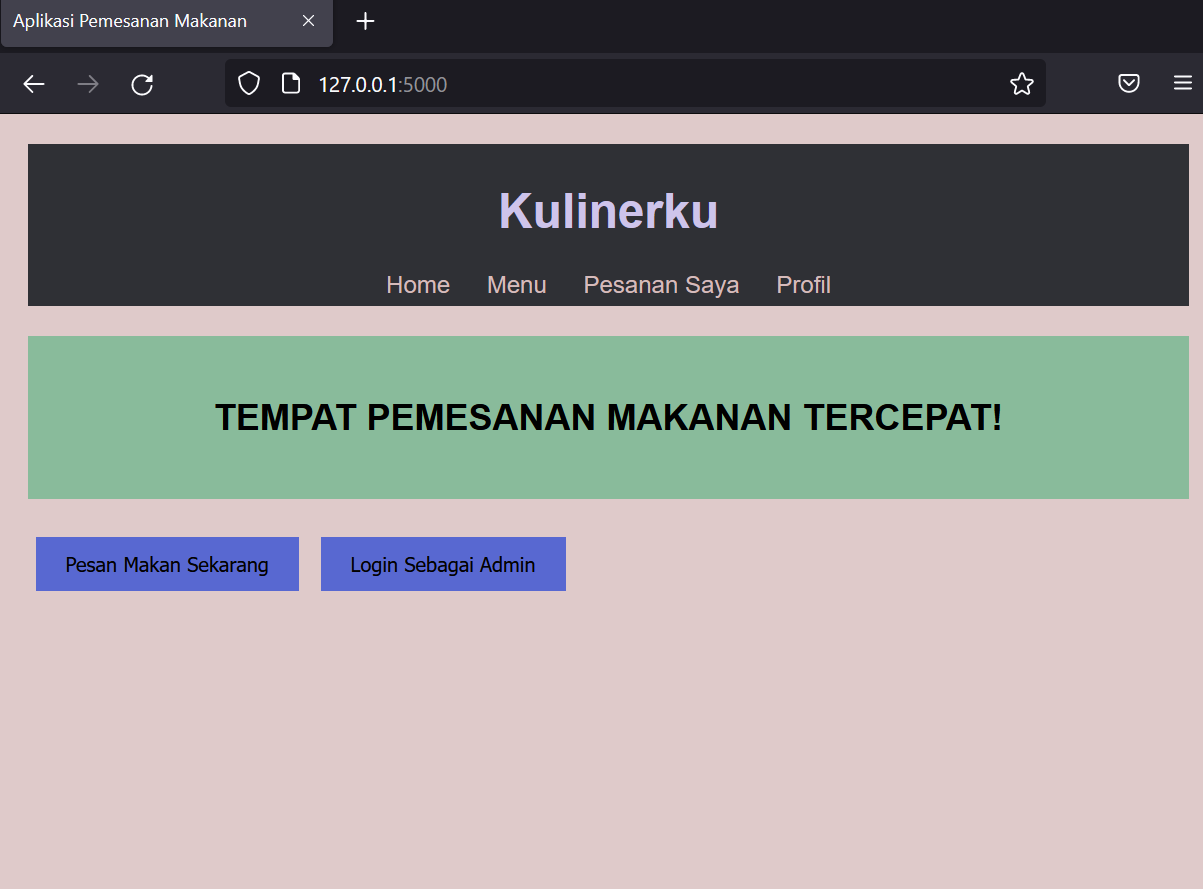 Aplikasi Pemesanan Makanan
127.0.0.1:5000
Kulinerku
Home Menu Pesanan Saya Profil
TEMPAT PEMESANAN MAKANAN TERCEPAT!
Pesan Makan Sekarang Login Sebagai Admin